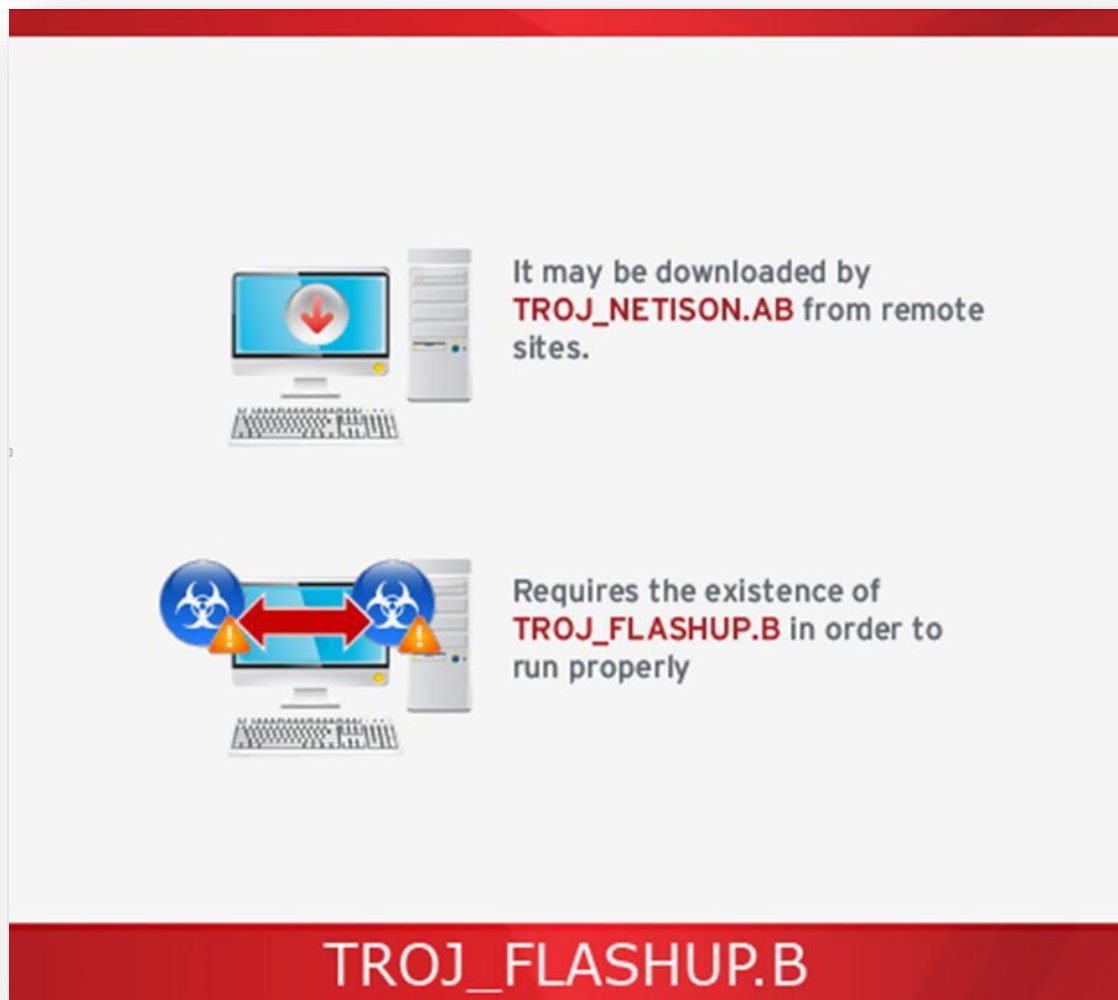 It may be downloaded by
TROJ_NETISON.AB from remote
sites.
Requires the existence of
TROJ_FLASHUP.B in order to
run properly
TROJ_FLASHUP.B